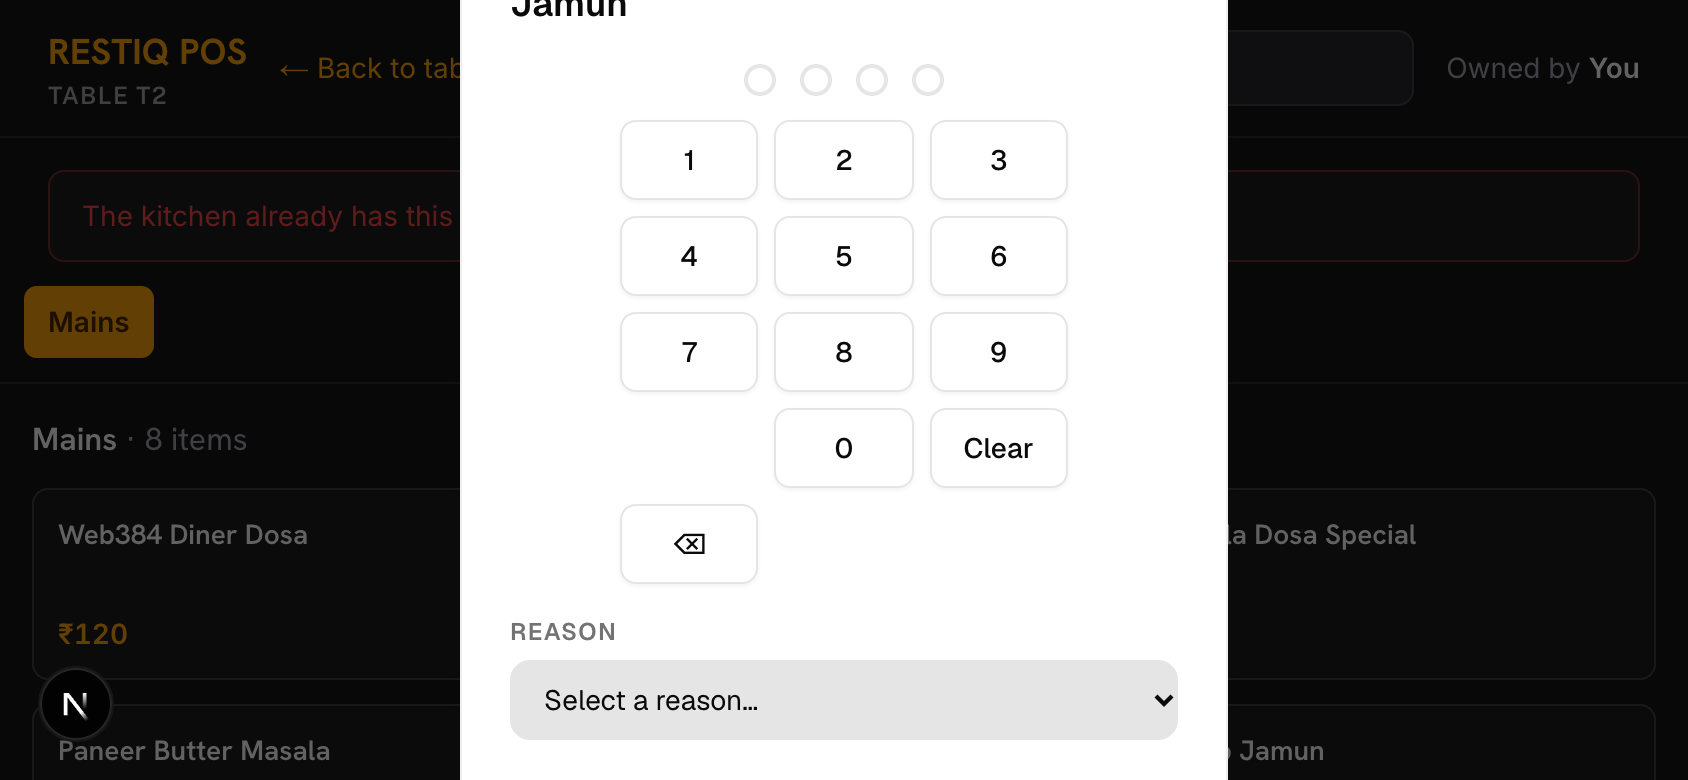 Jamun
RESTIQ POS
TABLE T2
← Back to tab
Owned by You
The kitchen already has this
1
2
3
4
5
6
7
8
9
0
Clear
Mains
Mains · 8 items
Web384 Diner Dosa
₹120
la Dosa Special
Paneer Butter Masala
Jamun
REASON
Select a reason...
N